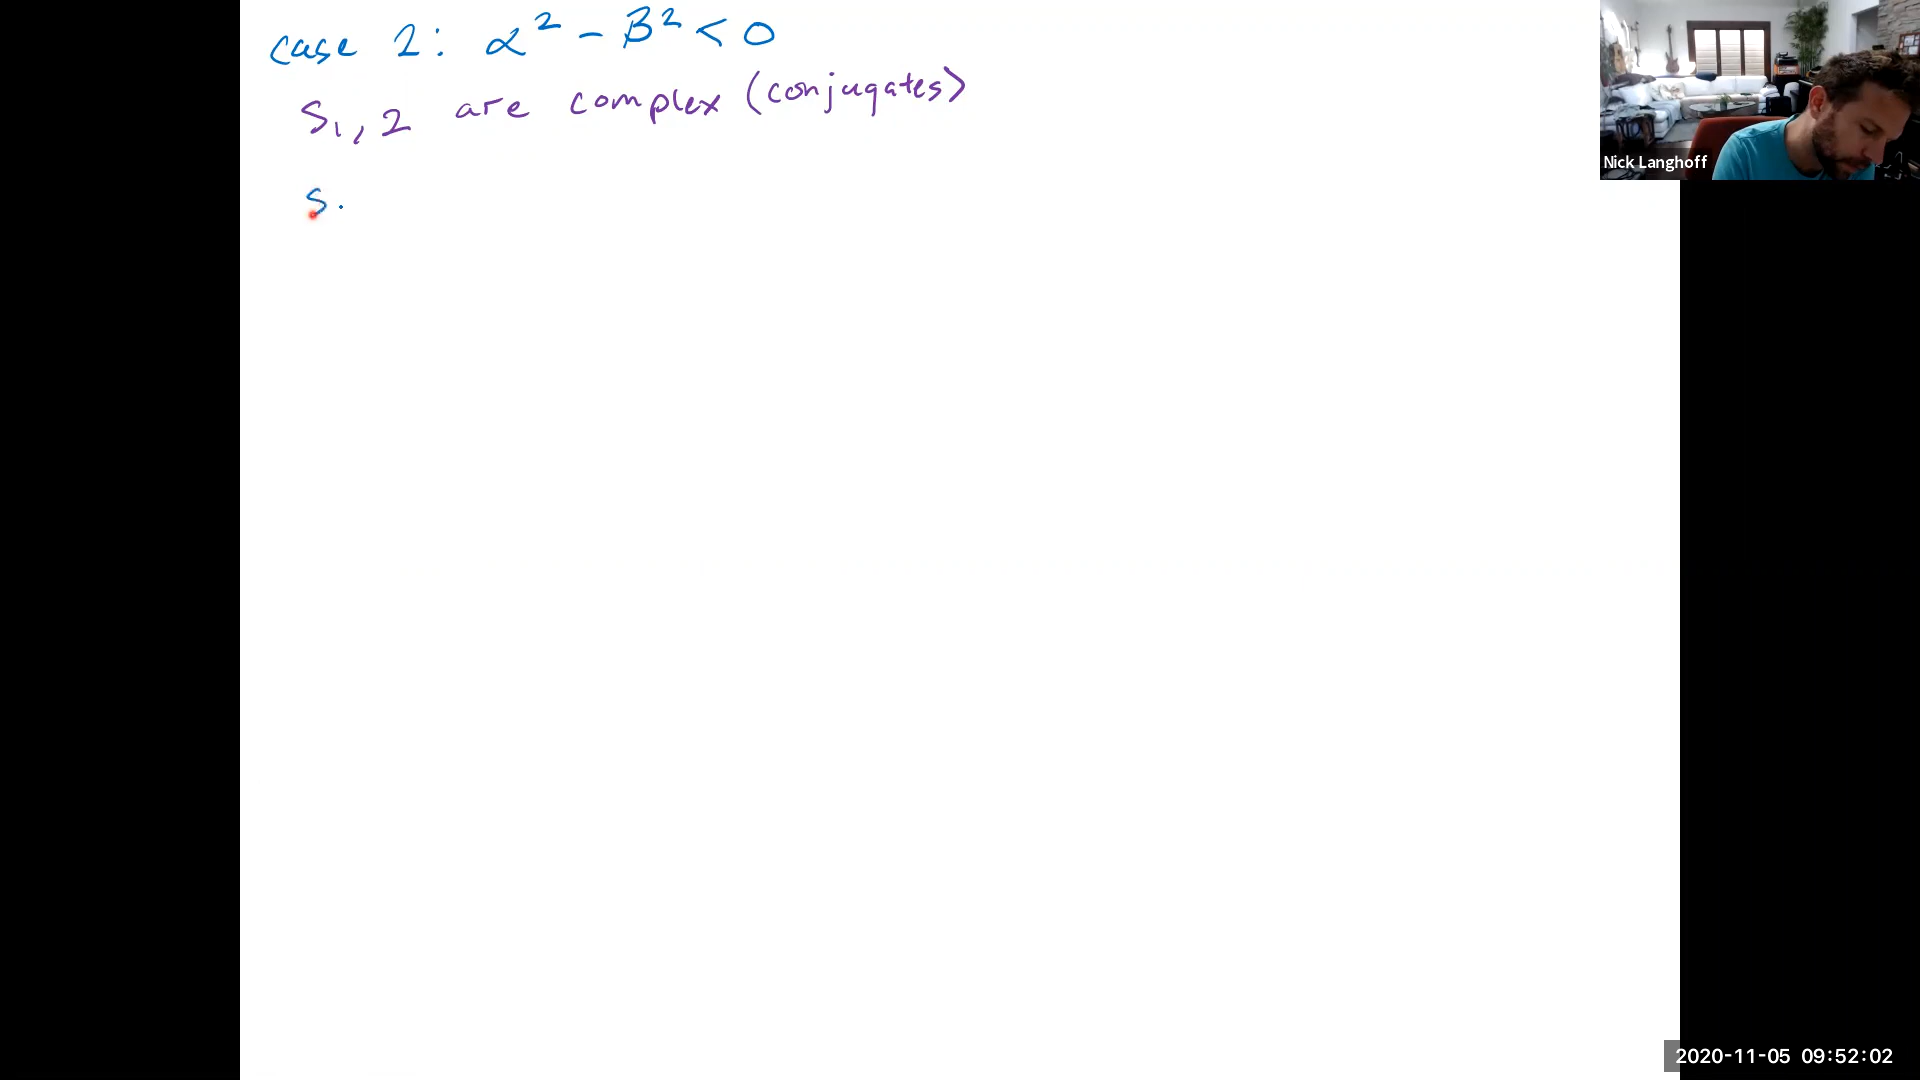 case 2: α² - β² < 0
S₁,₂ are complex (conjugates)
S.
Nick Langhoff
2020-11-05 09:52:02